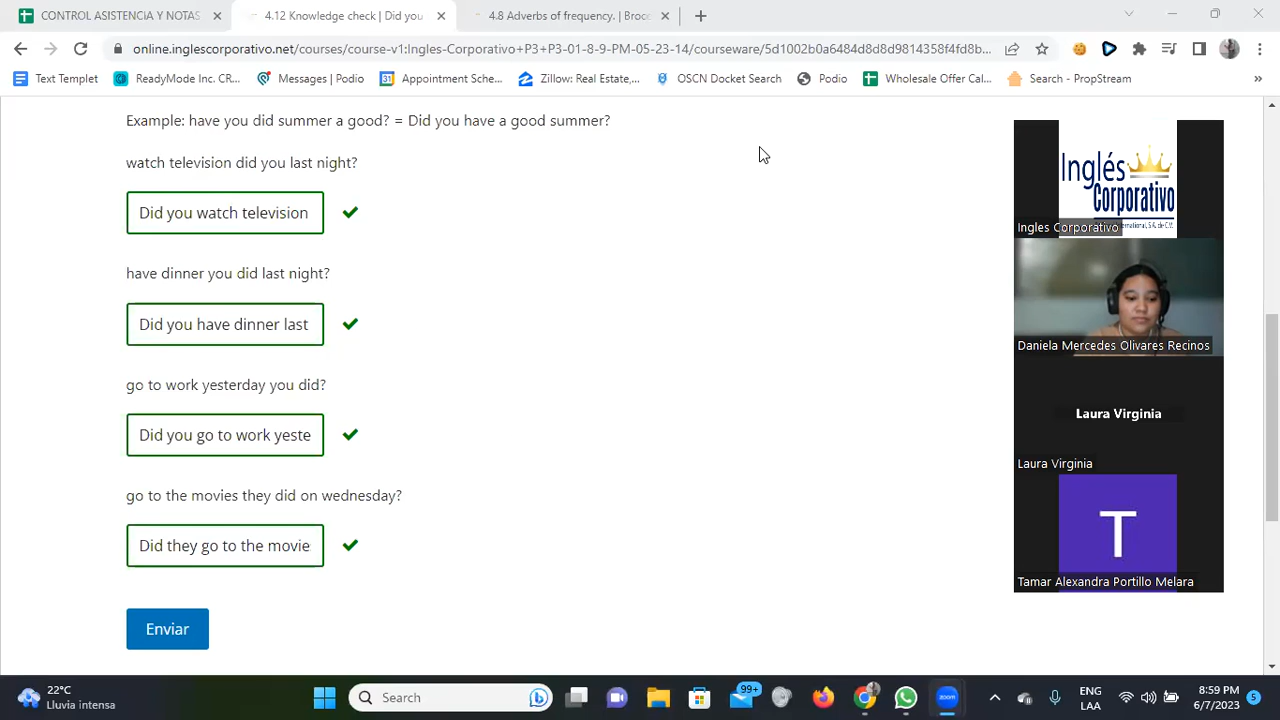 CONTROL ASISTENCIA Y NOTAS
4.12 Knowledge check | Did you
4.8 Adverbs of frequency. | Broce
online.inglescorporativo.net/courses/course-v1:Ingles-Corporativo+P3+P3-01-8-9-PM-05-23-14/courseware/5d1002b0a6484d8d8d9814358f4fd8b...
Text Templet
ReadyMode Inc. CR...
Messages | Podio
Appointment Sche...
Zillow: Real Estate,...
OSCN Docket Search
Podio
Wholesale Offer Cal...
Search - PropStream
»
Example: have you did summer a good? = Did you have a good summer?
watch television did you last night?
Did you watch television
have dinner you did last night?
Did you have dinner last
go to work yesterday you did?
Did you go to work yeste
go to the movies they did on wednesday?
Did they go to the movie
Enviar
Inglés
Corporativo
Ingles Corporativo
Daniela Mercedes Olivares Recinos
Laura Virginia
Laura Virginia
T
Tamar Alexandra Portillo Melara
22°C
Lluvia intensa
Search
99+
zoom
ENG
LAA
8:59 PM
6/7/2023
5